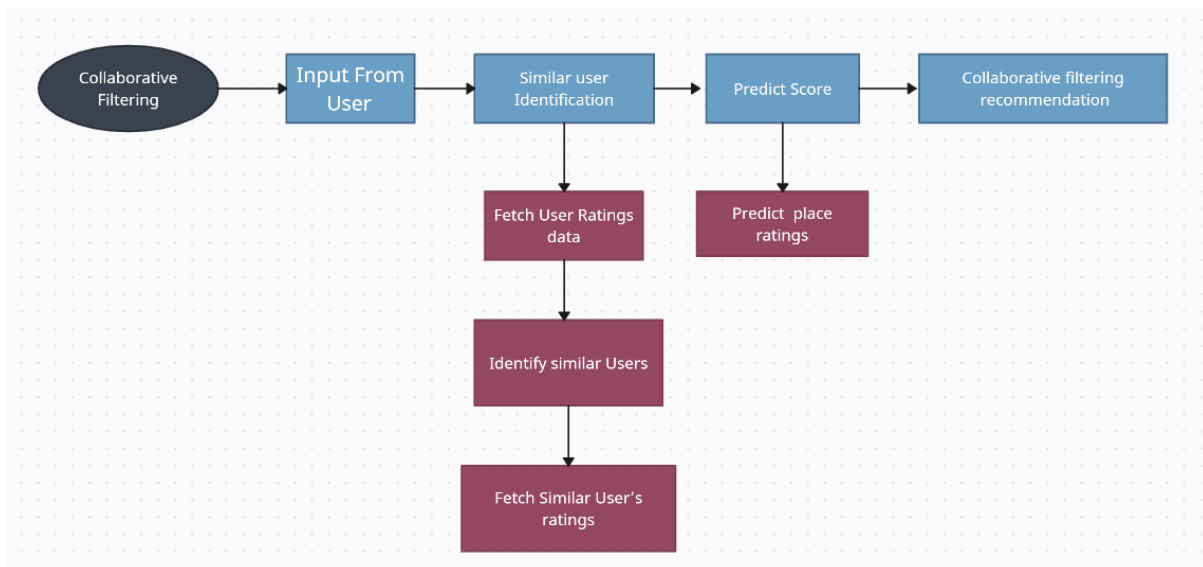 Collaborative
Filtering
Input From
User
Similar user
Identification
Predict Score
Collaborative filtering
recommendation
Fetch User Ratings
data
Predict  place
ratings
Identify similar Users
Fetch Similar User’s
ratings